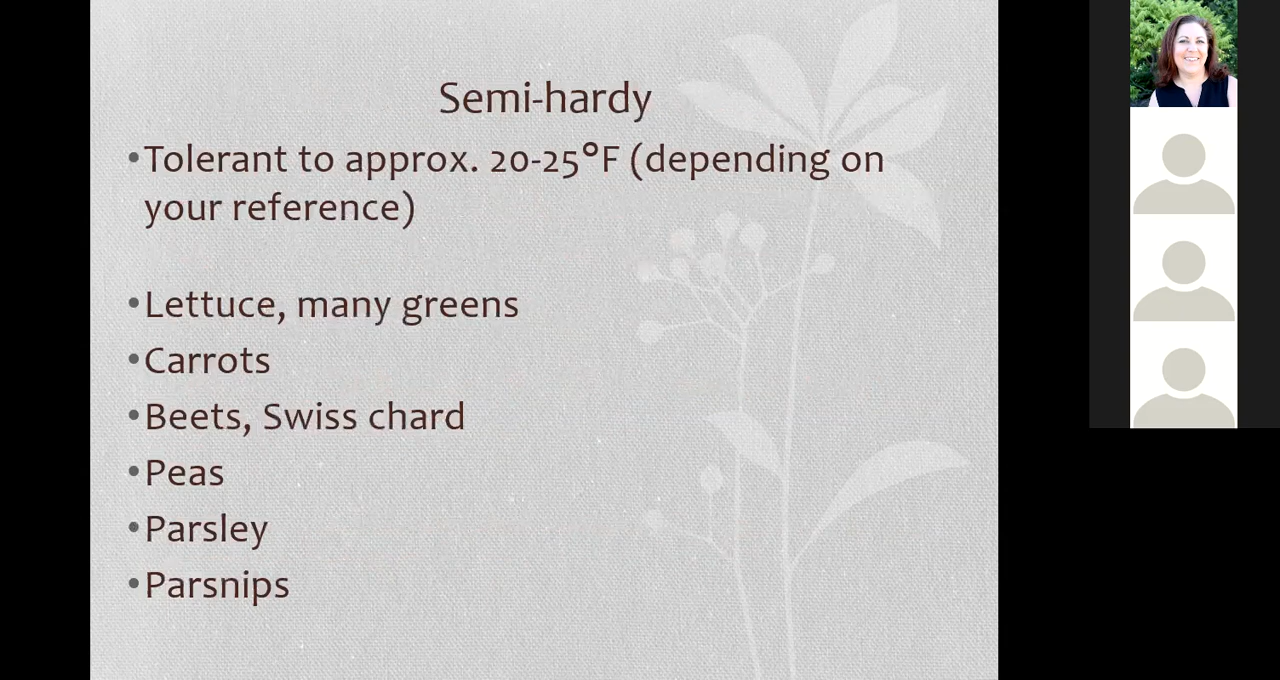 Semi-hardy
•Tolerant to approx. 20-25°F (depending on
your reference)
•Lettuce, many greens
•Carrots
•Beets, Swiss chard
•Peas
•Parsley
•Parsnips